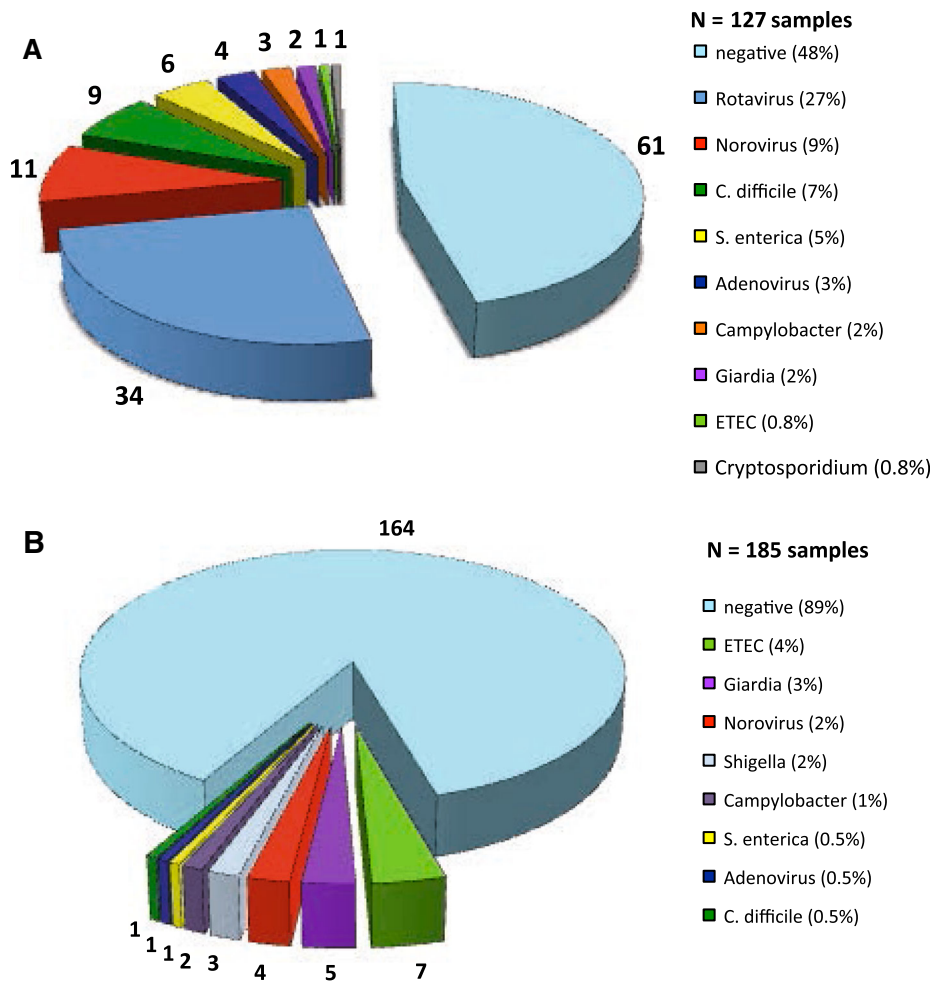 A
N = 127 samples
negative (48%)
Rotavirus (27%)
Norovirus (9%)
C. difficile (7%)
S. enterica (5%)
Adenovirus (3%)
Campylobacter (2%)
Giardia (2%)
ETEC (0.8%)
Cryptosporidium (0.8%)
61
34
11
9
6
4
3
2
1
1
B
N = 185 samples
negative (89%)
ETEC (4%)
Giardia (3%)
Norovirus (2%)
Shigella (2%)
Campylobacter (1%)
S. enterica (0.5%)
Adenovirus (0.5%)
C. difficile (0.5%)
164
1
1
1
2
3
4
5
7